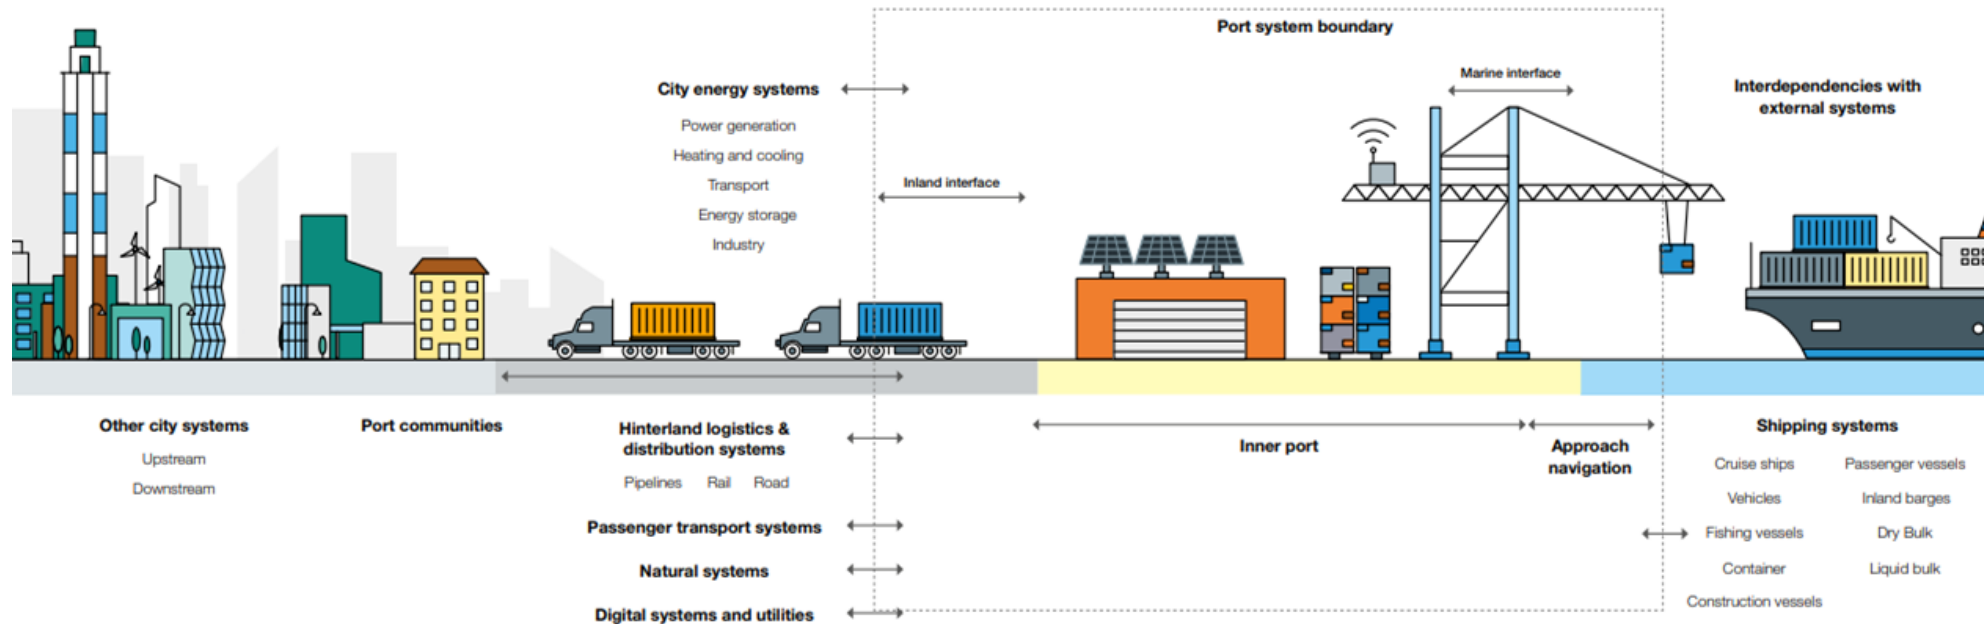 Port system boundary
Marine interface
City energy systems
Power generation
Heating and cooling
Transport
Energy storage
Industry
Inland interface
Interdependencies with
external systems
Other city systems
Upstream
Downstream
Port communities
Hinterland logistics &
distribution systems
Pipelines Rail Road
Passenger transport systems
Natural systems
Digital systems and utilities
Inner port
Approach
navigation
Shipping systems
Cruise ships Passenger vessels
Vehicles Inland barges
Fishing vessels Dry Bulk
Container Liquid bulk
Construction vessels